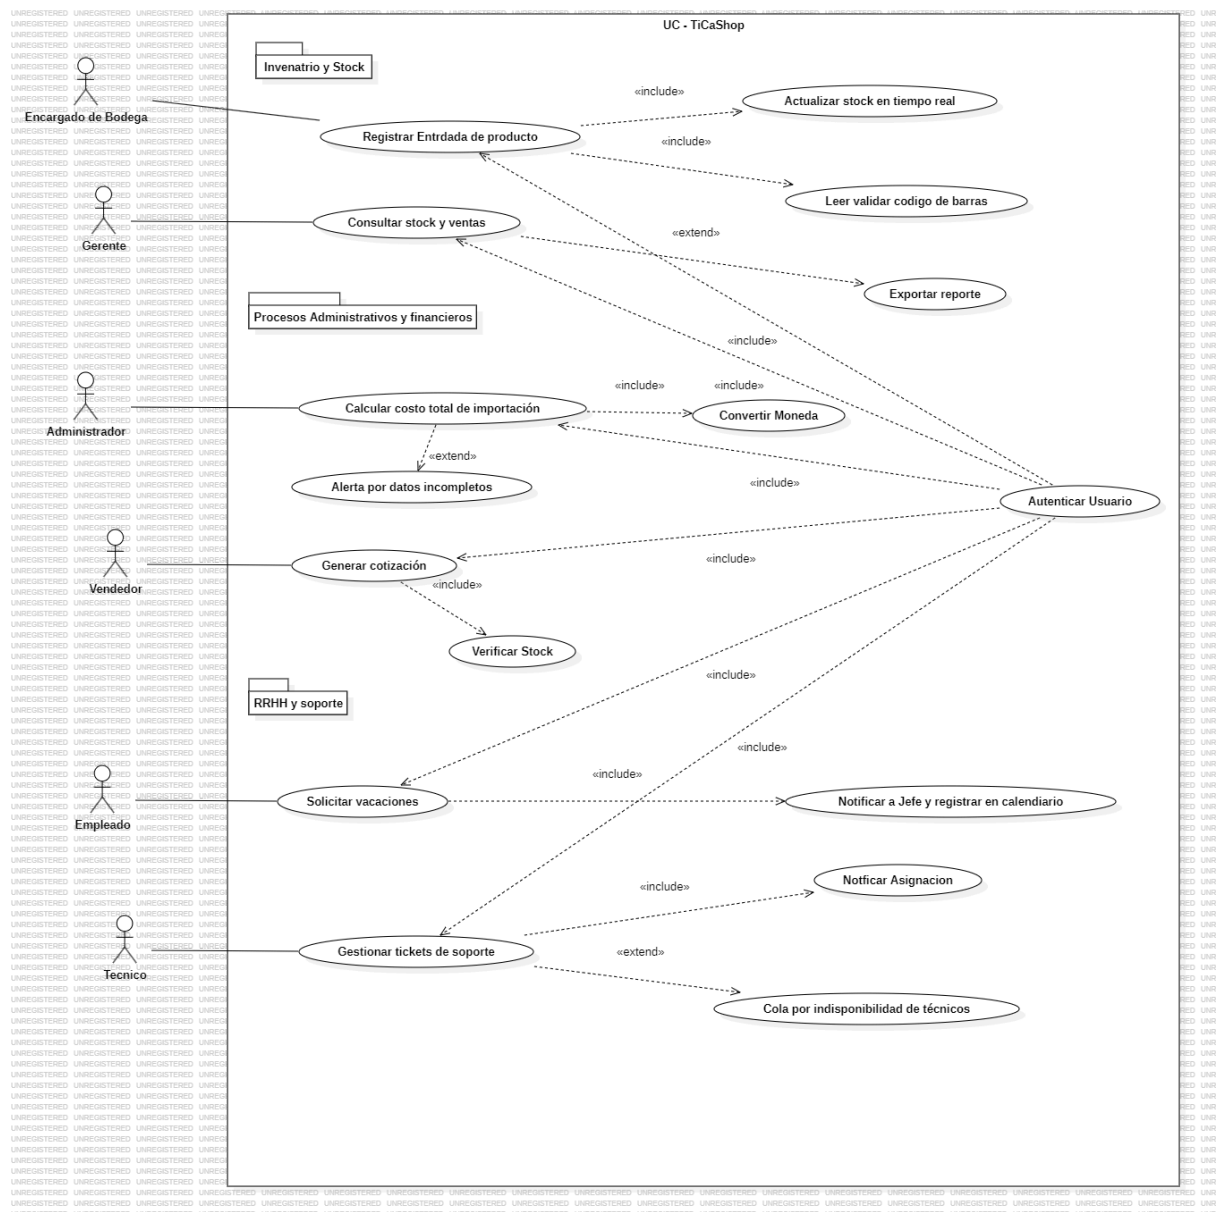 UC - TiCaShop
Invenatrio y Stock
«include»
Actualizar stock en tiempo real
Encargado de Bodega
Registrar Entrdada de producto
«include»
Leer validar codigo de barras
Gerente
Consultar stock y ventas
«extend»
Exportar reporte
Procesos Administrativos y financieros
«include»
«include»
«include»
Administrador
Calcular costo total de importación
Convertir Moneda
«extend»
Alerta por datos incompletos
«include»
Autenticar Usuario
Vendedor
Generar cotización
«include»
«include»
Verificar Stock
«include»
RRHH y soporte
«include»
«include»
Empleado
Solicitar vacaciones
Notificar a Jefe y registrar en calendiario
«include»
Notficar Asignacion
Tecnico
Gestionar tickets de soporte
«extend»
Cola por indisponibilidad de técnicos
UNREGISTERED